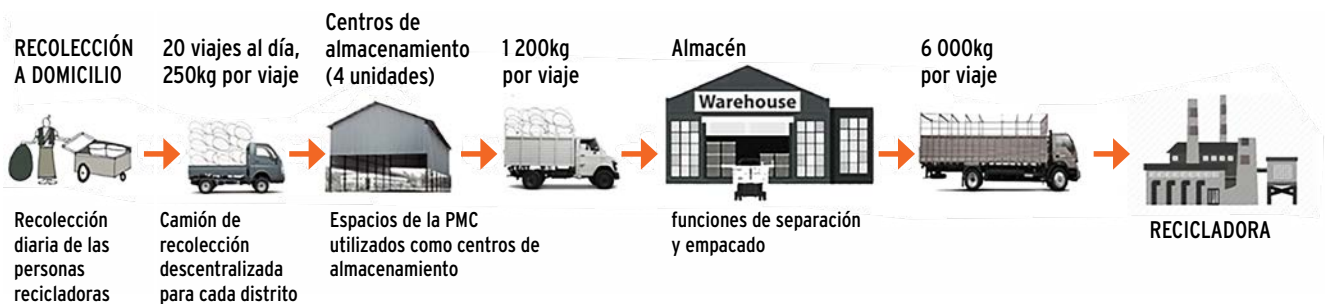 RECOLECCIÓN
A DOMICILIO
20 viajes al día,
250kg por viaje
Centros de
almacenamiento
(4 unidades)
1 200kg
por viaje
Almacén
6 000kg
por viaje
Warehouse
Recolección
diaria de las
personas
recicladoras
Camión de
recolección
descentralizada
para cada distrito
Espacios de la PMC
utilizados como centros de
almacenamiento
funciones de separación
y empacado
RECICLADORA